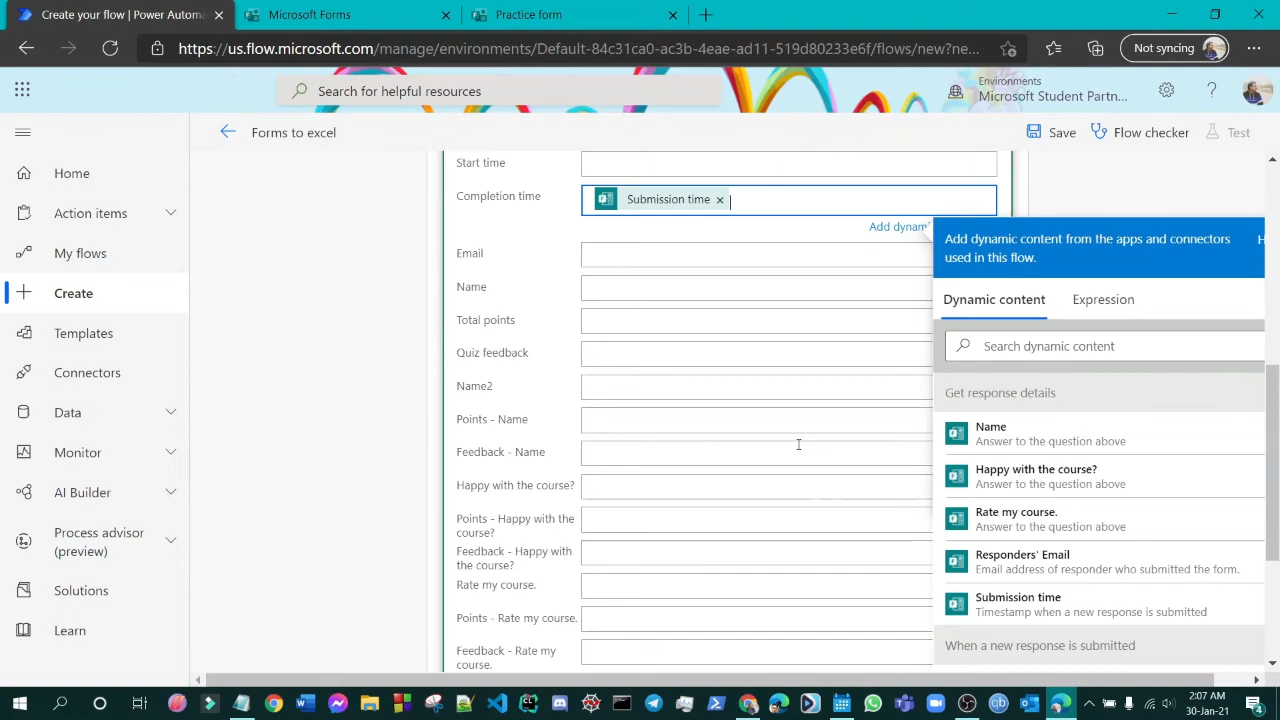 Create your flow | Power Automa
Microsoft Forms
Practice form
https://us.flow.microsoft.com/manage/environments/Default-84c31ca0-ac3b-4eae-ad11-519d80233e6f/flows/new?ne...
Not syncing
Search for helpful resources
Environments
Microsoft Student Partn...
Forms to excel
Save
Flow checker
Test
Home
Action items
My flows
Create
Templates
Connectors
Data
Monitor
AI Builder
Process advisor
(preview)
Solutions
Learn
Start time
Completion time
Submission time
Add dynam
Email
Name
Total points
Quiz feedback
Name2
Points - Name
Feedback - Name
Happy with the course?
Points - Happy with the
course?
Feedback - Happy with
the course?
Rate my course.
Points - Rate my course.
Feedback - Rate my
course.
Add dynamic content from the apps and connectors
used in this flow.
H
Dynamic content
Expression
Search dynamic content
Get response details
Name
Answer to the question above
Happy with the course?
Answer to the question above
Rate my course.
Answer to the question above
Responders' Email
Email address of responder who submitted the form.
Submission time
Timestamp when a new response is submitted
When a new response is submitted
2:07 AM
30-Jan-21
4